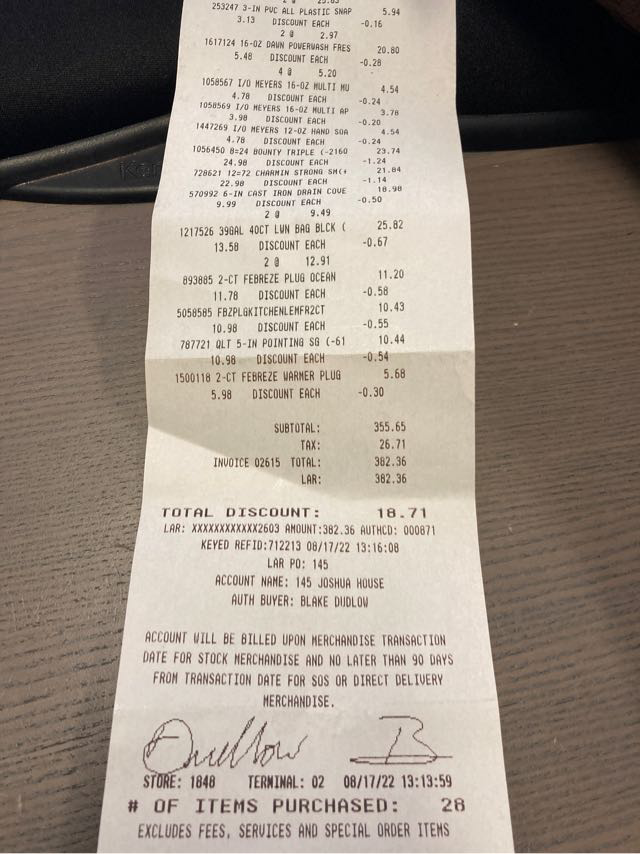 2 @ 25.63
253247 3-IN PVC ALL PLASTIC SNAP 5.94
3.13 DISCOUNT EACH -0.16
2 @ 2.97
1617124 16-OZ DAWN POWERWASH FRES 20.80
5.48 DISCOUNT EACH -0.28
4 @ 5.20
1058567 I/O MEYERS 16-OZ MULTI MU 4.54
4.78 DISCOUNT EACH -0.24
1058569 I/O MEYERS 16-OZ MULTI AP 3.78
3.98 DISCOUNT EACH -0.20
1447269 I/O MEYERS 12-OZ HAND SOA 4.54
4.78 DISCOUNT EACH -0.24
1056450 8=24 BOUNTY TRIPLE (-2160 23.74
24.98 DISCOUNT EACH -1.24
728621 12=72 CHARMIN STRONG SM(+ 21.84
22.98 DISCOUNT EACH -1.14
570992 6-IN CAST IRON DRAIN COVE 18.98
9.99 DISCOUNT EACH -0.50
2 @ 9.49
1217526 39GAL 40CT LWN BAG BLCK ( 25.82
13.58 DISCOUNT EACH -0.67
2 @ 12.91
893885 2-CT FEBREZE PLUG OCEAN 11.20
11.78 DISCOUNT EACH -0.58
5058585 FBZPLGKITCHENLEMFR2CT 10.43
10.98 DISCOUNT EACH -0.55
787721 QLT 5-IN POINTING SG (-61 10.44
10.98 DISCOUNT EACH -0.54
1500118 2-CT FEBREZE WARMER PLUG 5.68
5.98 DISCOUNT EACH -0.30
SUBTOTAL: 355.65
TAX: 26.71
INVOICE 02615 TOTAL: 382.36
LAR: 382.36
TOTAL DISCOUNT: 18.71
LAR: XXXXXXXXXXXX2603 AMOUNT:382.36 AUTHCD: 000871
KEYED REFID:712213 08/17/22 13:16:08
LAR PO: 145
ACCOUNT NAME: 145 JOSHUA HOUSE
AUTH BUYER: BLAKE DUDLOW
ACCOUNT WILL BE BILLED UPON MERCHANDISE TRANSACTION
DATE FOR STOCK MERCHANDISE AND NO LATER THAN 90 DAYS
FROM TRANSACTION DATE FOR SOS OR DIRECT DELIVERY
MERCHANDISE.
Dudlow B
STORE: 1848 TERMINAL: 02 08/17/22 13:13:59
# OF ITEMS PURCHASED: 28
EXCLUDES FEES, SERVICES AND SPECIAL ORDER ITEMS